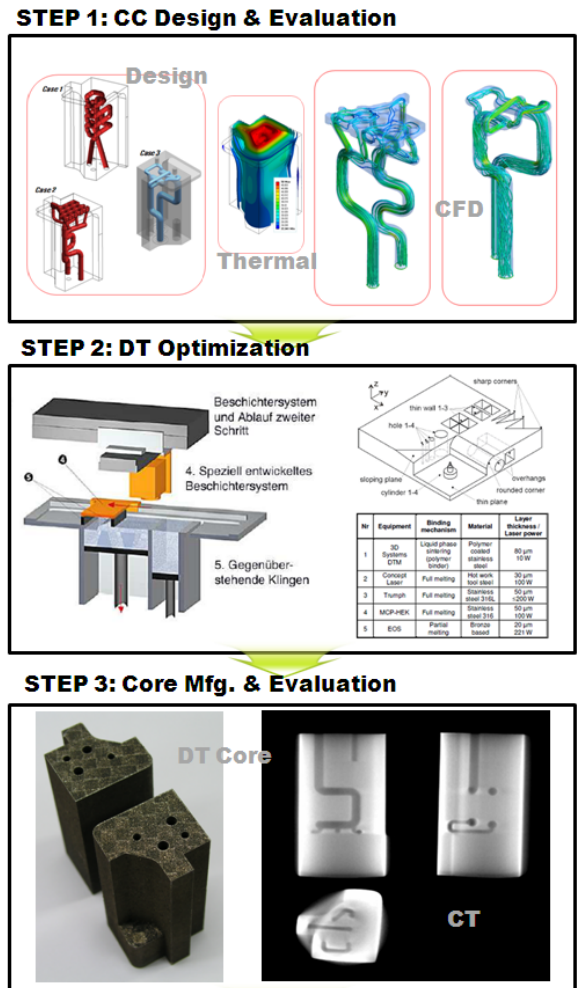 STEP 1: CC Design & Evaluation
Design
Case 1
Case 3
Case 2
Thermal
CFD
STEP 2: DT Optimization
Beschichtersystem
und Ablauf zweiter
Schritt
4. Speziell entwickeltes
Beschichtersystem
5. Gegenüber-
stehende Klingen
4
5
z
y
x
sharp corners
thin wall 1-3
hole 1-4
sloping plane
cylinder 1-4
overhangs
rounded corner
thin plane
Nr Equipment Binding mechanism Material Layer thickness / Laser power
1 3D Systems DTM Liquid phase sintering (polymer binder) Polymer coated stainless steel 80 µm 10 W
2 Concept Laser Full melting Hot work tool steel 30 µm 100 W
3 Trumph Full melting Stainless steel 316L 50 µm ≤200 W
4 MCP-HEK Full melting Stainless steel 316 50 µm 100 W
5 EOS Partial melting Bronze based 20 µm 221 W
STEP 3: Core Mfg. & Evaluation
DT Core
CT